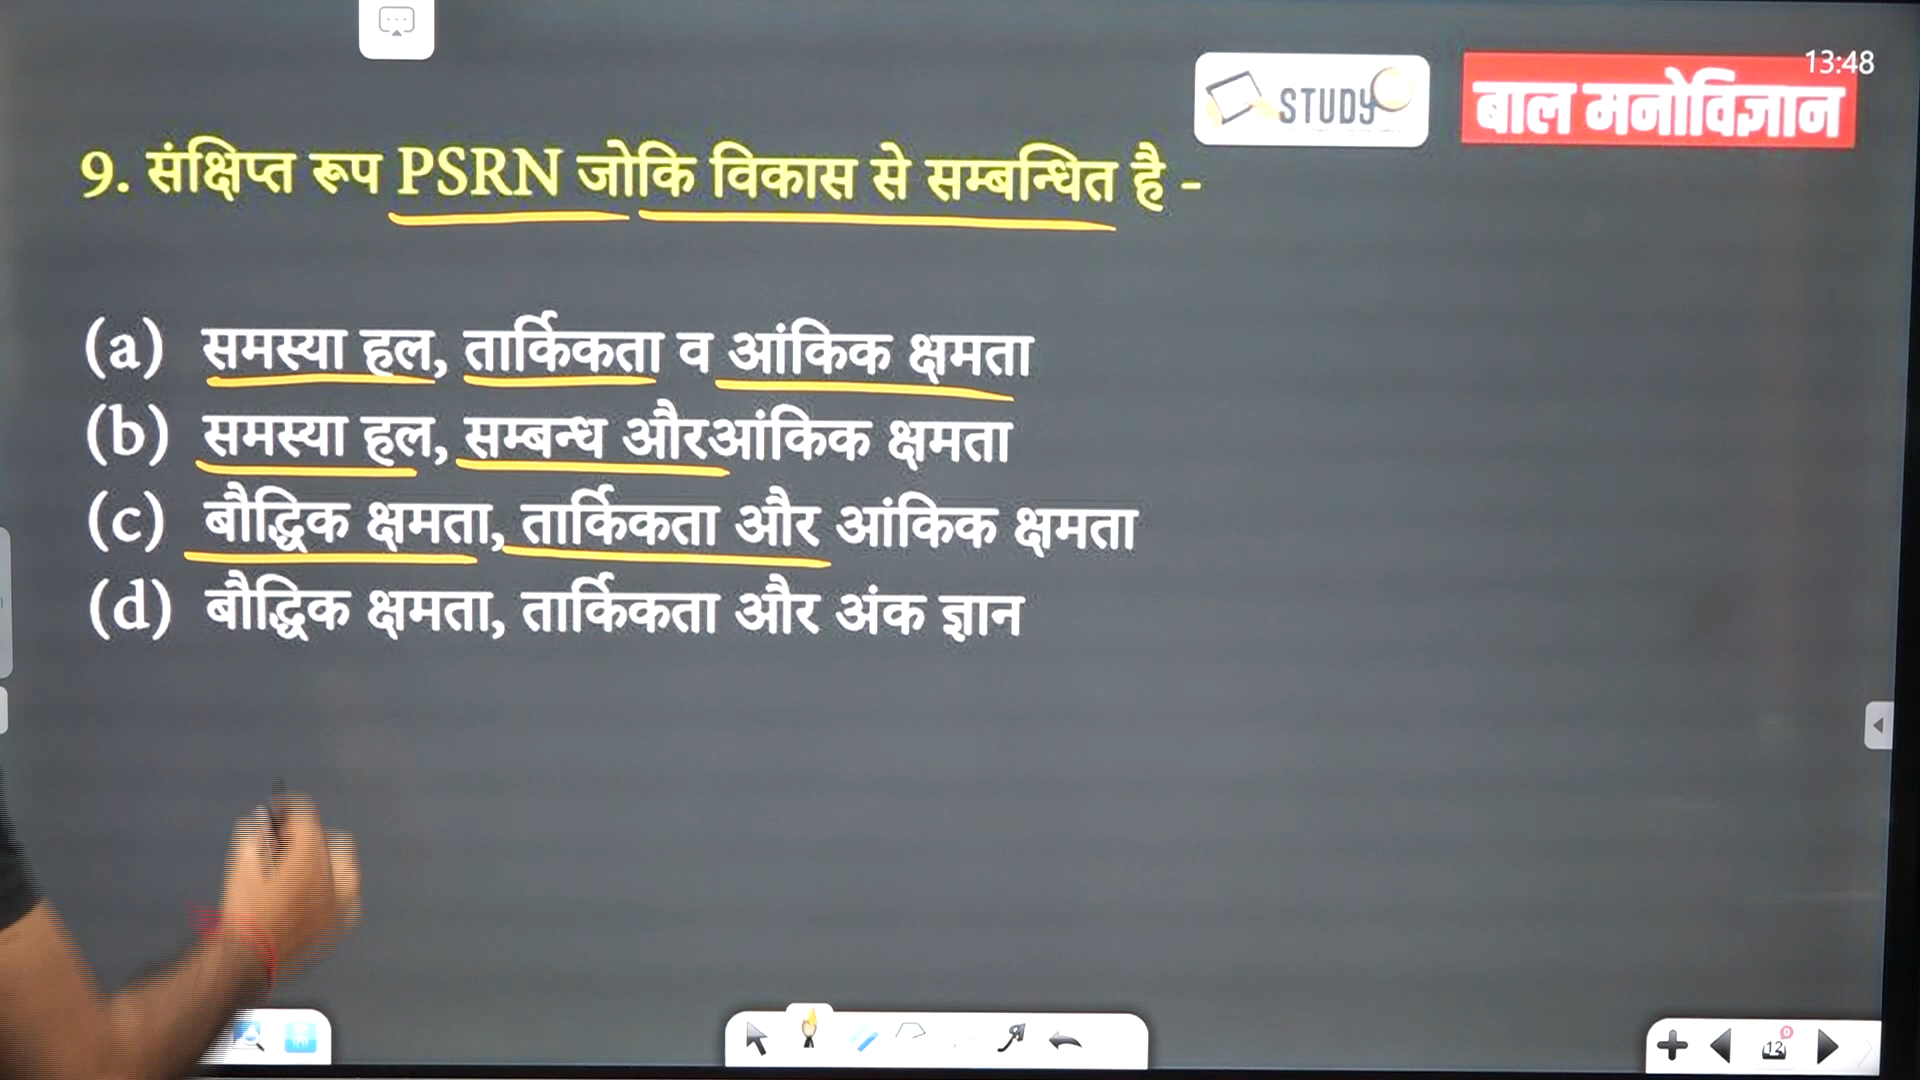 13:48
STUDY
बाल मनोविज्ञान
9. संक्षिप्त रूप PSRN जोकि विकास से सम्बन्धित है -
(a) समस्या हल, तार्किकता व आंकिक क्षमता
(b) समस्या हल, सम्बन्ध औरआंकिक क्षमता
(c) बौद्धिक क्षमता, तार्किकता और आंकिक क्षमता
(d) बौद्धिक क्षमता, तार्किकता और अंक ज्ञान
12
0